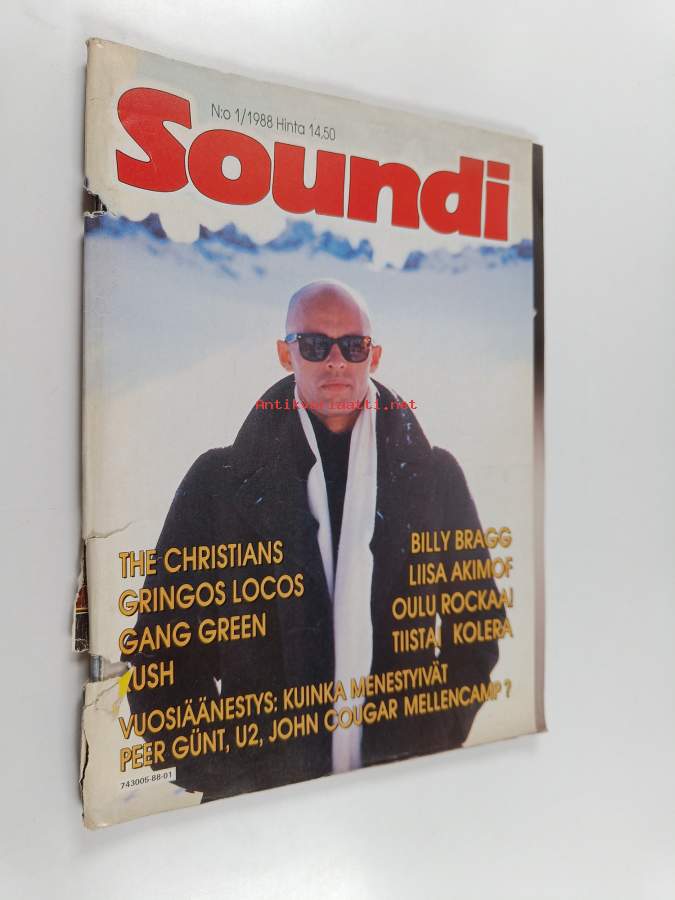 N:o 1/1988 Hinta 14,50
Soundi
Antikvariaatti.net
THE CHRISTIANS
GRINGOS LOCOS
GANG GREEN
RUSH
BILLY BRAGG
LIISA AKIMOF
OULU ROCKAA!
TIISTAI KOLERA
VUOSIÄÄNESTYS: KUINKA MENESTYIVÄT
PEER GÜNT, U2, JOHN COUGAR MELLENCAMP?
743005-88-01